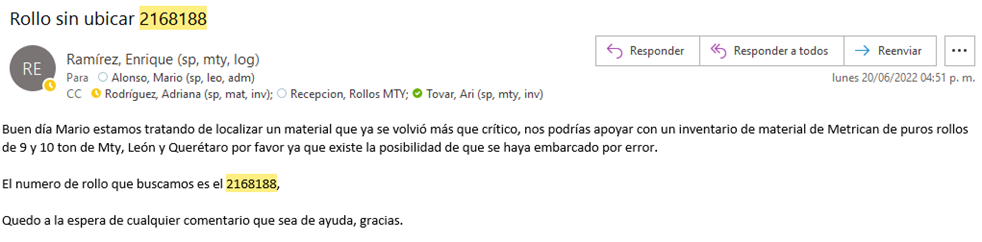 Rollo sin ubicar 2168188
RE
Ramírez, Enrique (sp, mty, log)
Responder
Responder a todos
Reenviar
Para Alonso, Mario (sp, leo, adm)
lunes 20/06/2022 04:51 p. m.
CC Rodríguez, Adriana (sp, mat, inv); Recepcion, Rollos MTY; Tovar, Ari (sp, mty, inv)
Buen día Mario estamos tratando de localizar un material que ya se volvió más que crítico, nos podrías apoyar con un inventario de material de Metrican de puros rollos
de 9 y 10 ton de Mty, León y Querétaro por favor ya que existe la posibilidad de que se haya embarcado por error.
El numero de rollo que buscamos es el 2168188,
Quedo a la espera de cualquier comentario que sea de ayuda, gracias.